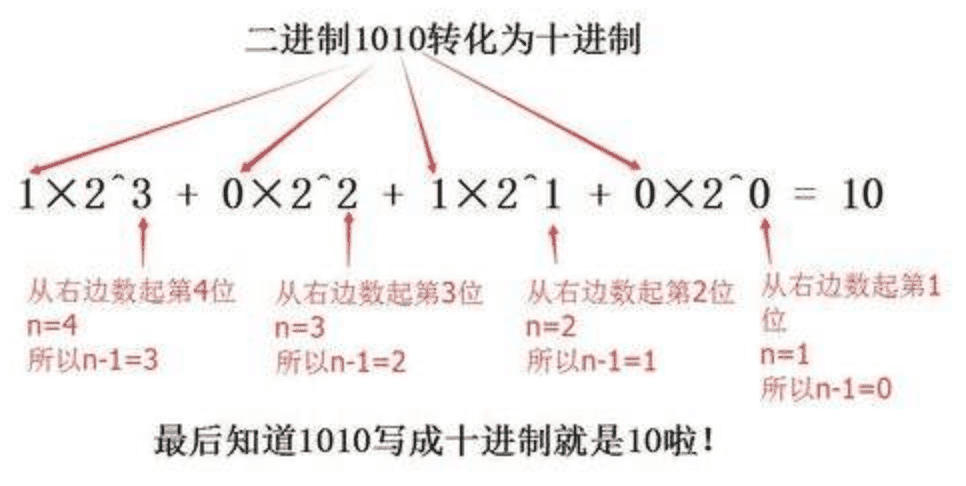 二进制1010转化为十进制
1×2^3 + 0×2^2 + 1×2^1 + 0×2^0 = 10
从右边数起第4位
n=4
所以n-1=3
从右边数起第3位
n=3
所以n-1=2
从右边数起第2位
n=2
所以n-1=1
从右边数起第1
位
n=1
所以n-1=0
最后知道1010写成十进制就是10啦！